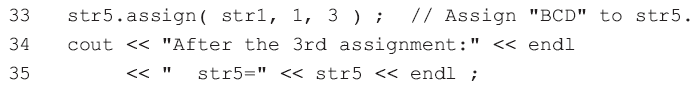 33   str5.assign( str1, 1, 3 ) ;  // Assign "BCD" to str5.
34   cout << "After the 3rd assignment:" << endl
35        << "  str5=" << str5 << endl ;